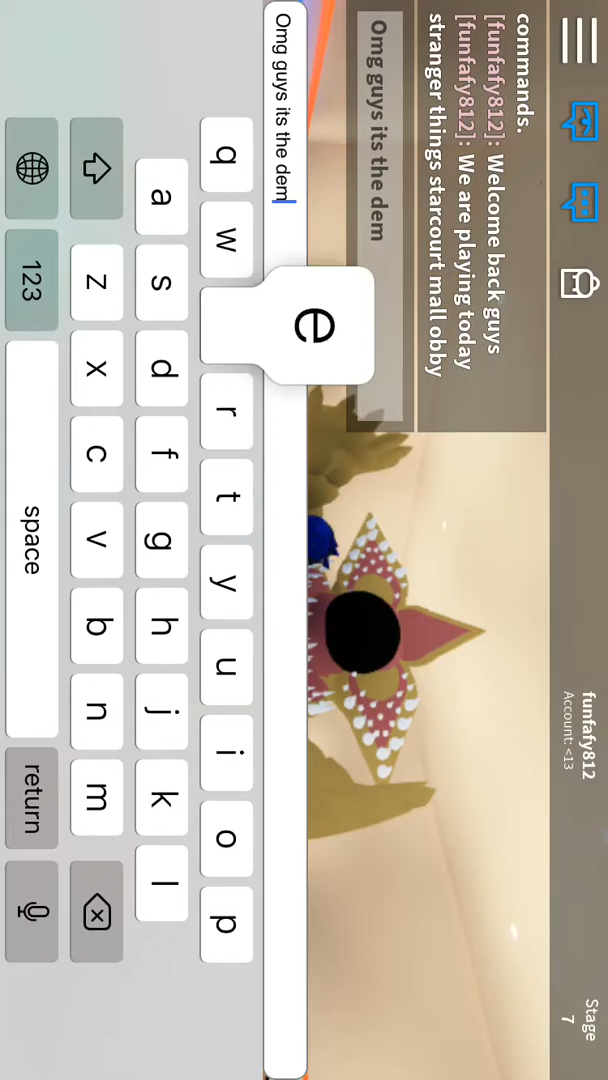 commands.
[funfafy812]: Welcome back guys
[funfafy812]: We are playing today
stranger things starcourt mall obby
Omg guys its the dem
funfafy812
Account: <13
Stage
7
Omg guys its the dem
e
q w r t y u i o p
a s d f g h j k l
z x c v b n m
123 space return